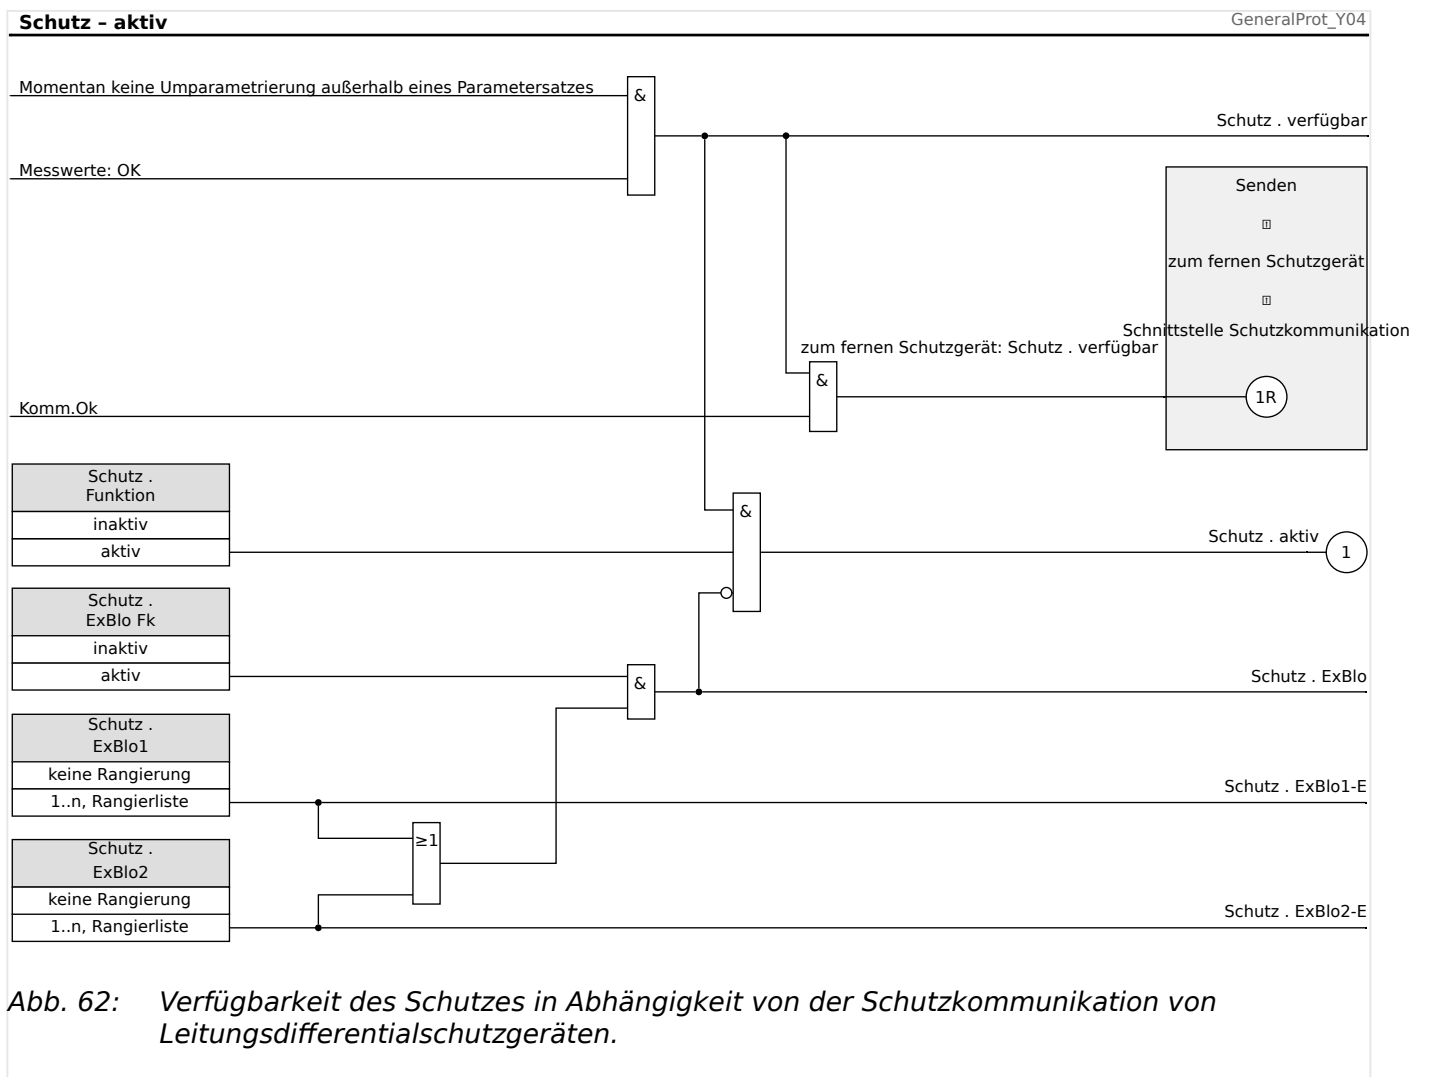 Schutz – aktiv
GeneralProt_Y04
Momentan keine Umparametrierung außerhalb eines Parametersatzes
&
Schutz . verfügbar
Messwerte: OK
Senden
zum fernen Schutzgerät
Schnittstelle Schutzkommunikation
zum fernen Schutzgerät: Schutz . verfügbar
&
1R
Komm.Ok
Schutz .
Funktion
inaktiv
aktiv
&
Schutz . aktiv
1
Schutz .
ExBlo Fk
inaktiv
aktiv
&
Schutz . ExBlo
Schutz .
ExBlo1
keine Rangierung
1..n, Rangierliste
Schutz . ExBlo1-E
≥1
Schutz .
ExBlo2
keine Rangierung
1..n, Rangierliste
Schutz . ExBlo2-E
Abb. 62: Verfügbarkeit des Schutzes in Abhängigkeit von der Schutzkommunikation von
Leitungsdifferentialschutzgeräten.